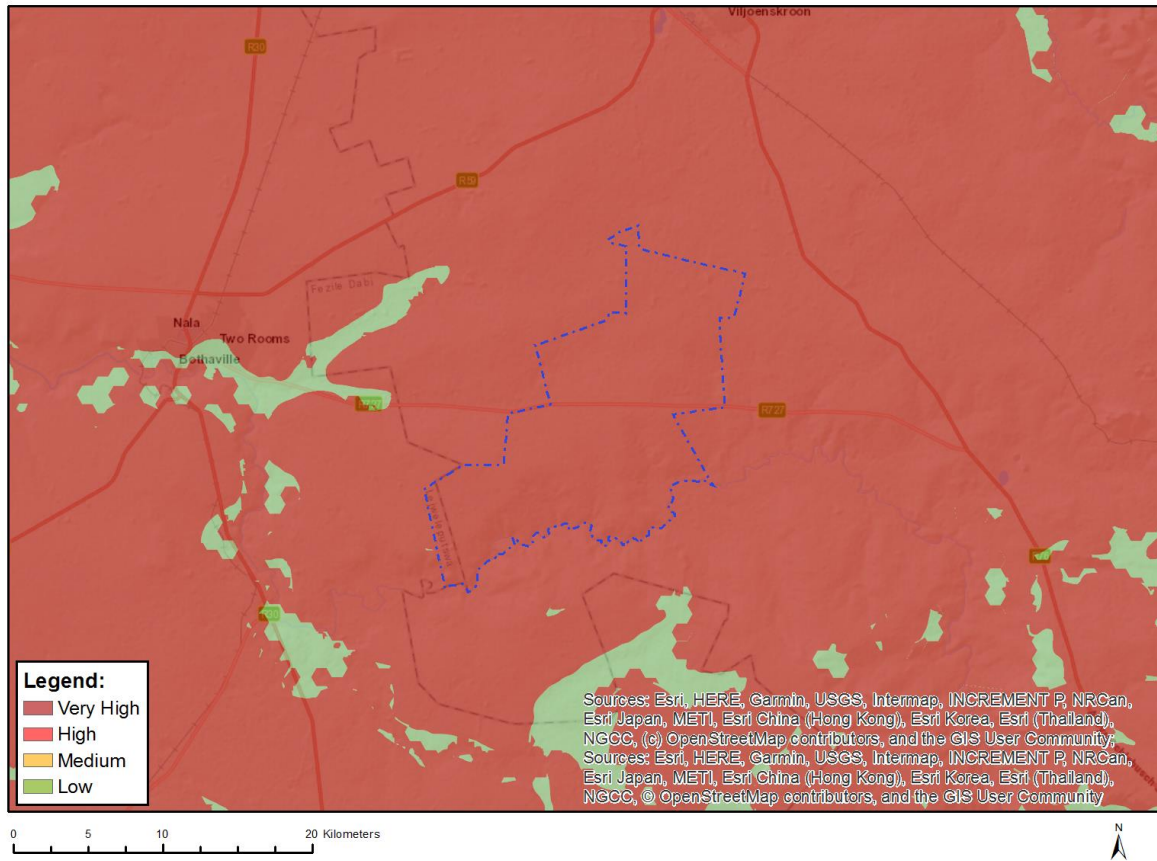 Viljoenskroon
R30
R59
Fezile Dabi
Nala
Two Rooms
Bothaville
R727
R727
Lejweleputswa
R76
R30
Legend:
Very High
High
Medium
Low
Sources: Esri, HERE, Garmin, USGS, Intermap, INCREMENT P, NRCan,
Esri Japan, METI, Esri China (Hong Kong), Esri Korea, Esri (Thailand),
NGCC, (c) OpenStreetMap contributors, and the GIS User Community;
Sources: Esri, HERE, Garmin, USGS, Intermap, INCREMENT P, NRCan,
Esri Japan, METI, Esri China (Hong Kong), Esri Korea, Esri (Thailand),
NGCC, © OpenStreetMap contributors, and the GIS User Community
0 5 10 20 Kilometers
N